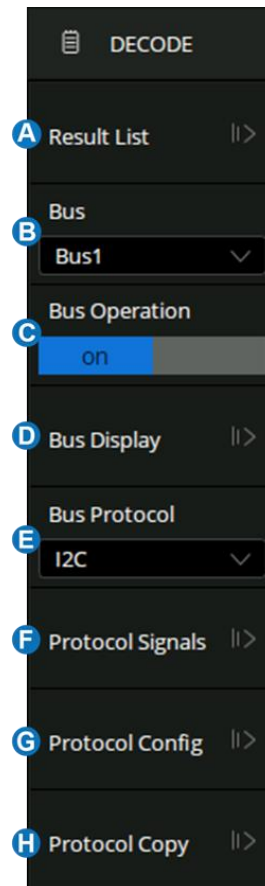 DECODE
A Result List
Bus
B
Bus1
Bus Operation
C
on
D Bus Display
Bus Protocol
E
I2C
F Protocol Signals
G Protocol Config
H Protocol Copy